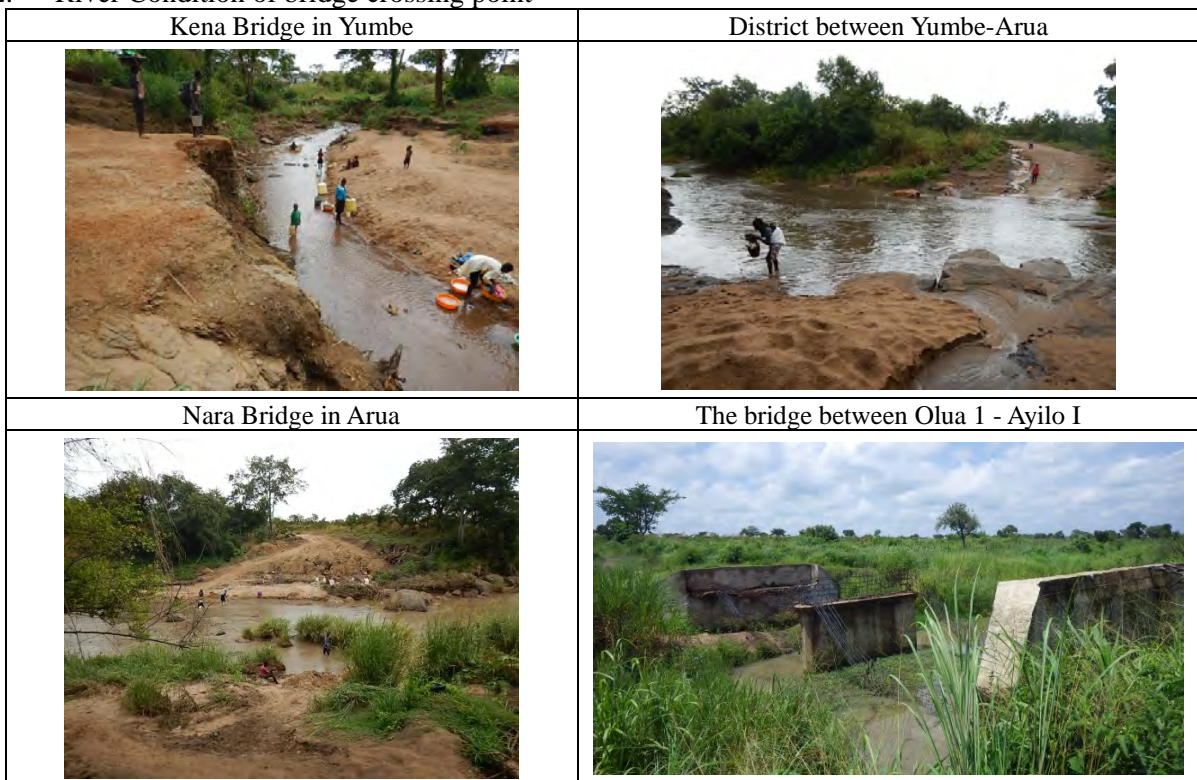 River Condition of bridge crossing point
Kena Bridge in Yumbe
District between Yumbe-Arua
Nara Bridge in Arua
The bridge between Olua 1 - Ayilo I